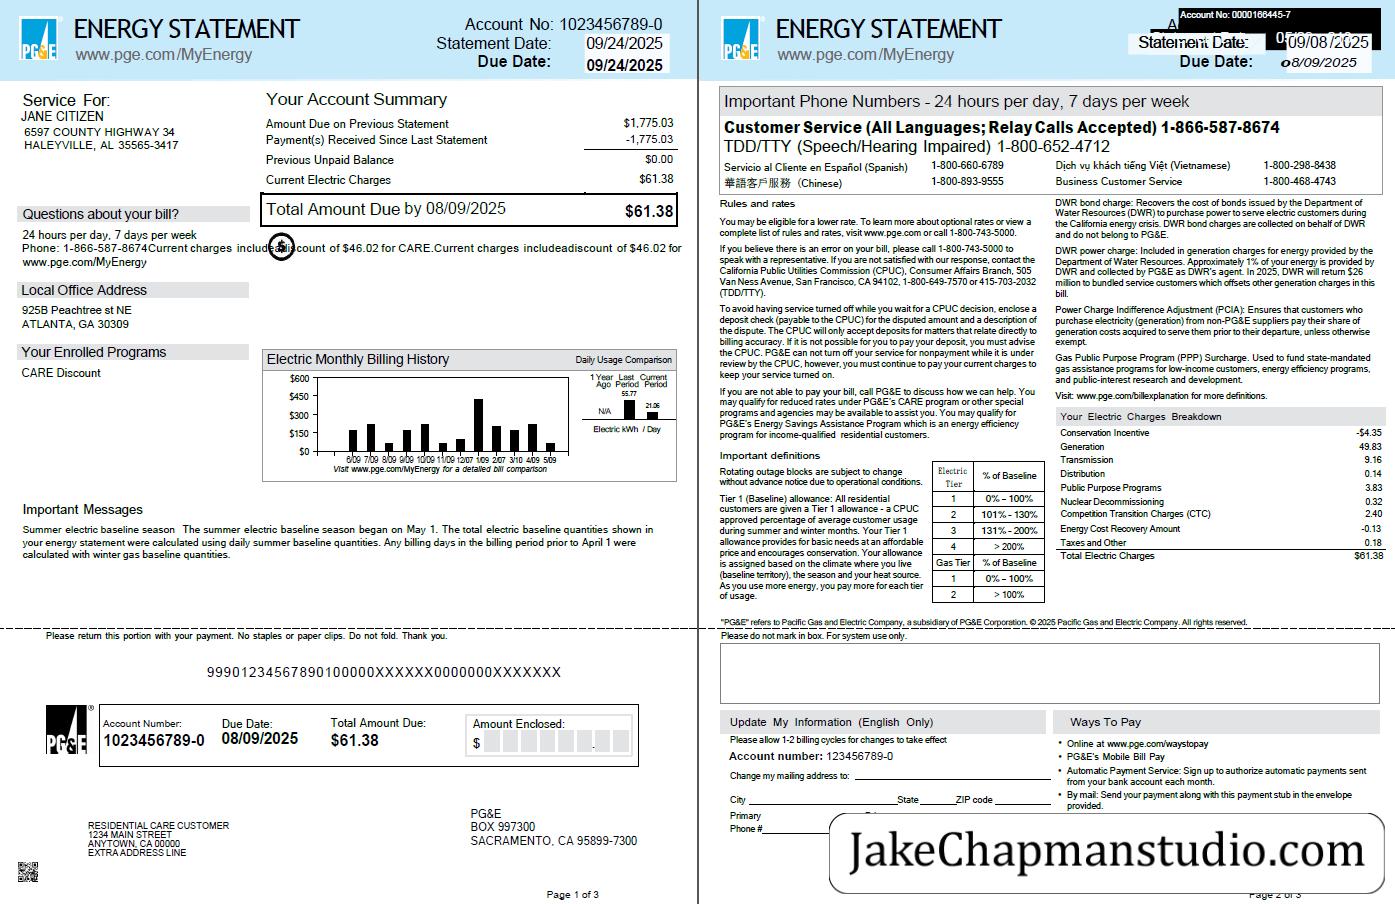 PG&E
ENERGY STATEMENT
www.pge.com/MyEnergy
Account No: 1023456789-0
Statement Date: 09/24/2025
Due Date: 09/24/2025
Service For:
JANE CITIZEN
6597 COUNTY HIGHWAY 34
HALEYVILLE, AL 35565-3417
Questions about your bill?
24 hours per day, 7 days per week
Phone: 1-866-587-8674Current charges includeadiscount of $46.02 for CARE.Current charges includeadiscount of $46.02 for
www.pge.com/MyEnergy
Local Office Address
925B Peachtree st NE
ATLANTA, GA 30309
Your Enrolled Programs
CARE Discount
Your Account Summary
Amount Due on Previous Statement $1,775.03
Payment(s) Received Since Last Statement -1,775.03
Previous Unpaid Balance $0.00
Current Electric Charges $61.38
Total Amount Due by 08/09/2025 $61.38
$
Electric Monthly Billing History
Daily Usage Comparison
$600
$450
$300
$150
$0
6/09 7/09 8/09 9/09 10/09 11/09 12/07 1/09 2/07 3/10 4/09 5/09
Visit www.pge.com/MyEnergy for a detailed bill comparison
1 Year Ago
Last Period
Current Period
N/A
55.77
21.06
Electric kWh / Day
Important Messages
Summer electric baseline season The summer electric baseline season began on May 1. The total electric baseline quantities shown in
your energy statement were calculated using daily summer baseline quantities. Any billing days in the billing period prior to April 1 were
calculated with winter gas baseline quantities.
Please return this portion with your payment. No staples or paper clips. Do not fold. Thank you.
99901234567890100000XXXXXX0000000XXXXXXX
PG&E ®
Account Number:
1023456789-0
Due Date:
08/09/2025
Total Amount Due:
$61.38
Amount Enclosed:
$ .
RESIDENTIAL CARE CUSTOMER
1234 MAIN STREET
ANYTOWN, CA 00000
EXTRA ADDRESS LINE
PG&E
BOX 997300
SACRAMENTO, CA 95899-7300
Page 1 of 3
PG&E
ENERGY STATEMENT
www.pge.com/MyEnergy
Account No: 0000166445-7
Statement Date: 09/08/2025
Due Date: 08/09/2025
Important Phone Numbers - 24 hours per day, 7 days per week
Customer Service (All Languages; Relay Calls Accepted) 1-866-587-8674
TDD/TTY (Speech/Hearing Impaired) 1-800-652-4712
Servicio al Cliente en Español (Spanish) 1-800-660-6789
華語客戶服務 (Chinese) 1-800-893-9555
Dịch vụ khách tiếng Việt (Vietnamese) 1-800-298-8438
Business Customer Service 1-800-468-4743
Rules and rates
You may be eligible for a lower rate. To learn more about optional rates or view a
complete list of rules and rates, visit www.pge.com or call 1-800-743-5000.
If you believe there is an error on your bill, please call 1-800-743-5000 to
speak with a representative. If you are not satisfied with our response, contact the
California Public Utilities Commission (CPUC), Consumer Affairs Branch, 505
Van Ness Avenue, San Francisco, CA 94102, 1-800-649-7570 or 415-703-2032
(TDD/TTY).
To avoid having service turned off while you wait for a CPUC decision, enclose a
deposit check (payable to the CPUC) for the disputed amount and a description of
the dispute. The CPUC will only accept deposits for matters that relate directly to
billing accuracy. If it is not possible for you to pay your deposit, you must advise
the CPUC. PG&E can not turn off your service for nonpayment while it is under
review by the CPUC, however, you must continue to pay your current charges to
keep your service turned on.
If you are not able to pay your bill, call PG&E to discuss how we can help. You
may qualify for reduced rates under PG&E's CARE program or other special
programs and agencies may be available to assist you. You may qualify for
PG&E's Energy Savings Assistance Program which is an energy efficiency
program for income-qualified residential customers.
Important definitions
Rotating outage blocks are subject to change
without advance notice due to operational conditions.
Tier 1 (Baseline) allowance: All residential
customers are given a Tier 1 allowance - a CPUC
approved percentage of average customer usage
during summer and winter months. Your Tier 1
allowance provides for basic needs at an affordable
price and encourages conservation. Your allowance
is assigned based on the climate where you live
(baseline territory), the season and your heat source.
As you use more energy, you pay more for each tier
of usage.
Electric Tier % of Baseline
1 0% – 100%
2 101% – 130%
3 131% – 200%
4 > 200%
Gas Tier % of Baseline
1 0% – 100%
2 > 100%
DWR bond charge: Recovers the cost of bonds issued by the Department of
Water Resources (DWR) to purchase power to serve electric customers during
the California energy crisis. DWR bond charges are collected on behalf of DWR
and do not belong to PG&E.
DWR power charge: Included in generation charges for energy provided by the
Department of Water Resources. Approximately 1% of your energy is provided by
DWR and collected by PG&E as DWR's agent. In 2025, DWR will return $26
million to bundled service customers which offsets other generation charges in this
bill.
Power Charge Indifference Adjustment (PCIA): Ensures that customers who
purchase electricity (generation) from non-PG&E suppliers pay their share of
generation costs acquired to serve them prior to their departure, unless otherwise
exempt.
Gas Public Purpose Program (PPP) Surcharge. Used to fund state-mandated
gas assistance programs for low-income customers, energy efficiency programs,
and public-interest research and development.
Visit: www.pge.com/billexplanation for more definitions.
Your Electric Charges Breakdown
Conservation Incentive -$4.35
Generation 49.83
Transmission 9.16
Distribution 0.14
Public Purpose Programs 3.83
Nuclear Decommissioning 0.32
Competition Transition Charges (CTC) 2.40
Energy Cost Recovery Amount -0.13
Taxes and Other 0.18
Total Electric Charges $61.38
"PG&E" refers to Pacific Gas and Electric Company, a subsidiary of PG&E Corporation. © 2025 Pacific Gas and Electric Company. All rights reserved.
Please do not mark in box. For system use only.
Update My Information (English Only)
Please allow 1-2 billing cycles for changes to take effect
Account number: 123456789-0
Change my mailing address to:
City State ZIP code
Primary
Phone #
Ways To Pay
• Online at www.pge.com/waystopay
• PG&E's Mobile Bill Pay
• Automatic Payment Service: Sign up to authorize automatic payments sent
from your bank account each month.
• By mail: Send your payment along with this payment stub in the envelope
provided.
JakeChapmanstudio.com
Page 2 of 3